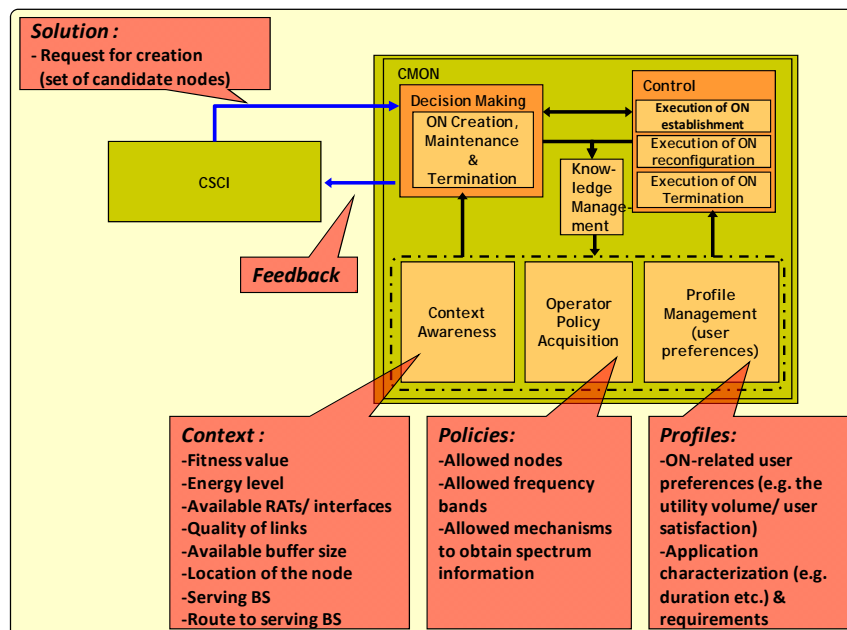 Solution :
- Request for creation
(set of candidate nodes)
CMON
Decision Making
ON Creation,
Maintenance
&
Termination
Control
Execution of ON
establishment
Execution of ON
reconfiguration
Execution of ON
Termination
Know-
ledge
Manage-
ment
CSCI
Feedback
Context
Awareness
Operator
Policy
Acquisition
Profile
Management
(user
preferences)
Context :
-Fitness value
-Energy level
-Available RATs/ interfaces
-Quality of links
-Available buffer size
-Location of the node
-Serving BS
-Route to serving BS
Policies:
-Allowed nodes
-Allowed frequency
bands
-Allowed mechanisms
to obtain spectrum
information
Profiles:
-ON-related user
preferences (e.g. the
utility volume/ user
satisfaction)
-Application
characterization (e.g.
duration etc.) &
requirements